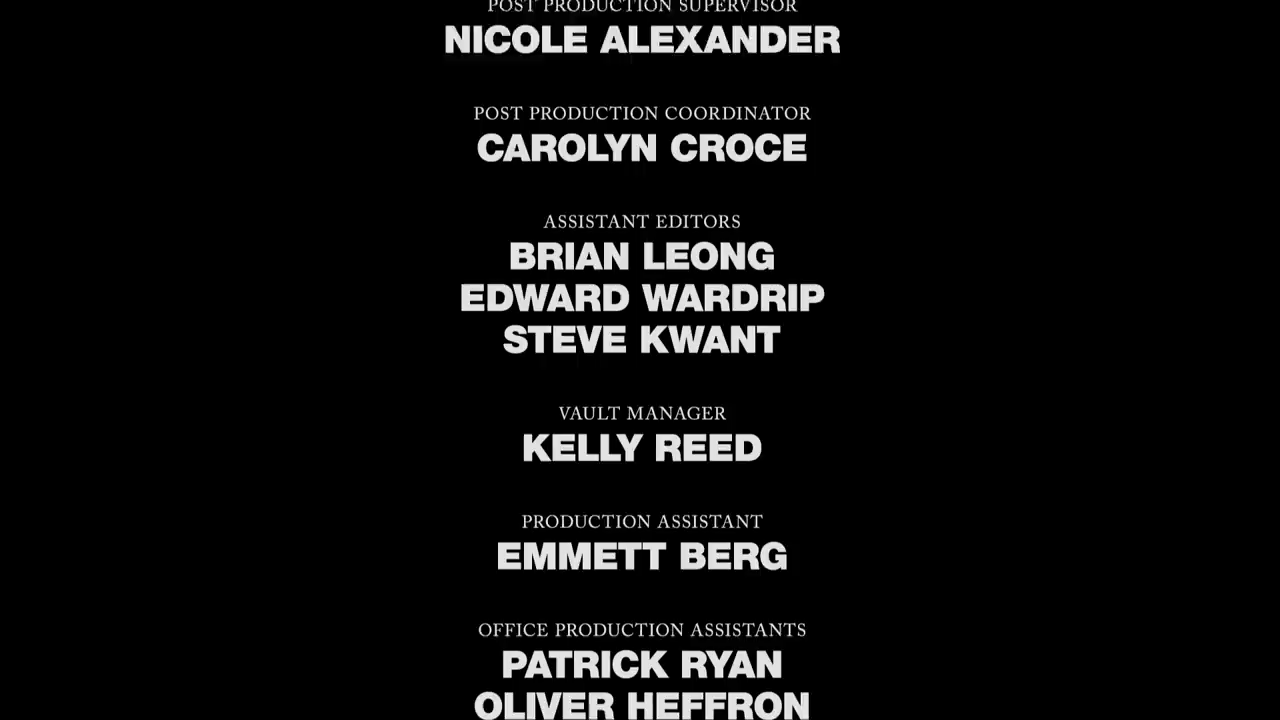 POST PRODUCTION SUPERVISOR
NICOLE ALEXANDER
POST PRODUCTION COORDINATOR
CAROLYN CROCE
ASSISTANT EDITORS
BRIAN LEONG
EDWARD WARDRIP
STEVE KWANT
VAULT MANAGER
KELLY REED
PRODUCTION ASSISTANT
EMMETT BERG
OFFICE PRODUCTION ASSISTANTS
PATRICK RYAN
OLIVER HEFFRON